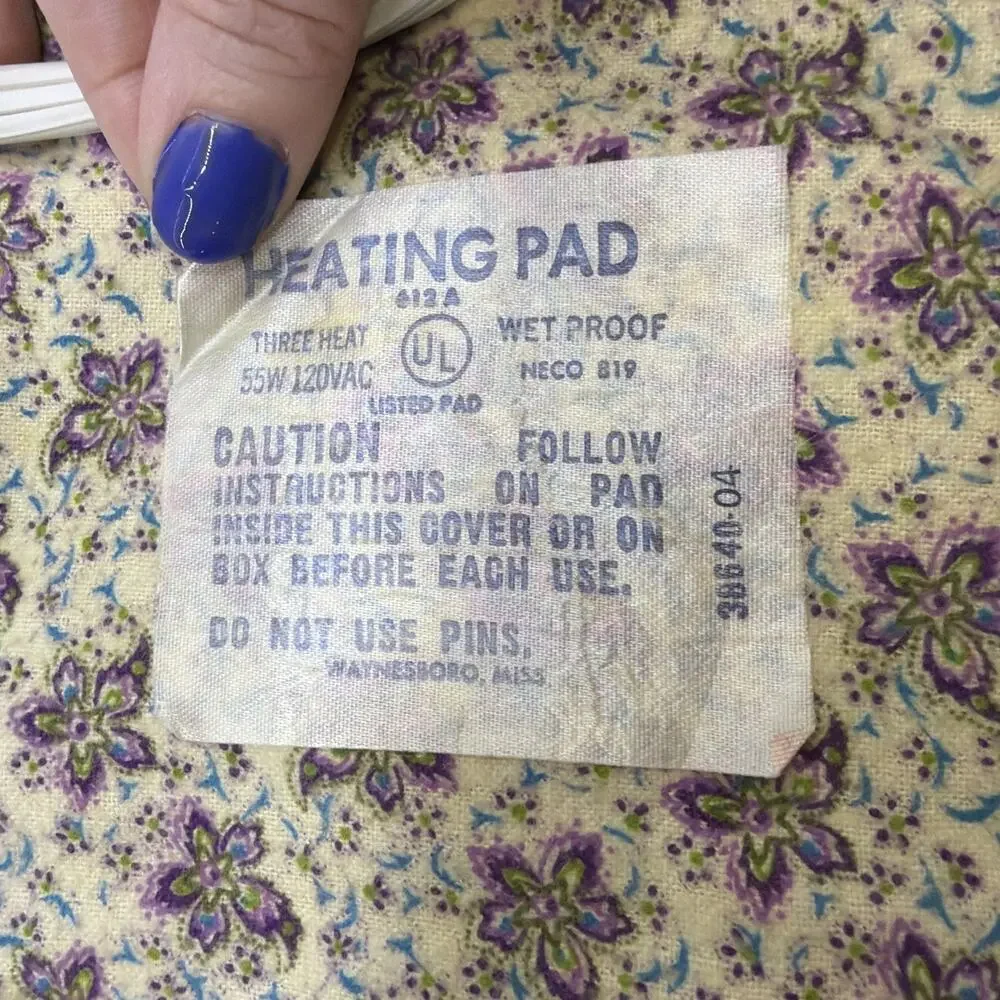 HEATING PAD
612A
THREE HEAT UL WET PROOF
55W 120VAC NECO 819
LISTED PAD
CAUTION FOLLOW
INSTRUCTIONS ON PAD
INSIDE THIS COVER OR ON
BOX BEFORE EACH USE.
DO NOT USE PINS.
WAYNESBORO, MISS.
38640-04